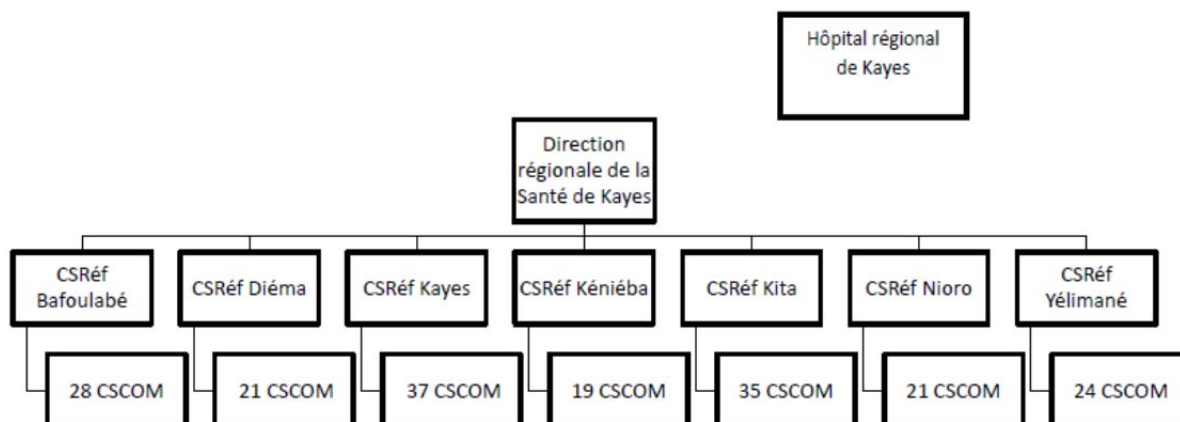 Hôpital régional
de Kayes
Direction
régionale de la
Santé de Kayes
CSRéf
Bafoulabé
CSRéf Diéma
CSRéf Kayes
CSRéf Kéniéba
CSRéf Kita
CSRéf Nioro
CSRéf
Yélimané
28 CSCOM
21 CSCOM
37 CSCOM
19 CSCOM
35 CSCOM
21 CSCOM
24 CSCOM